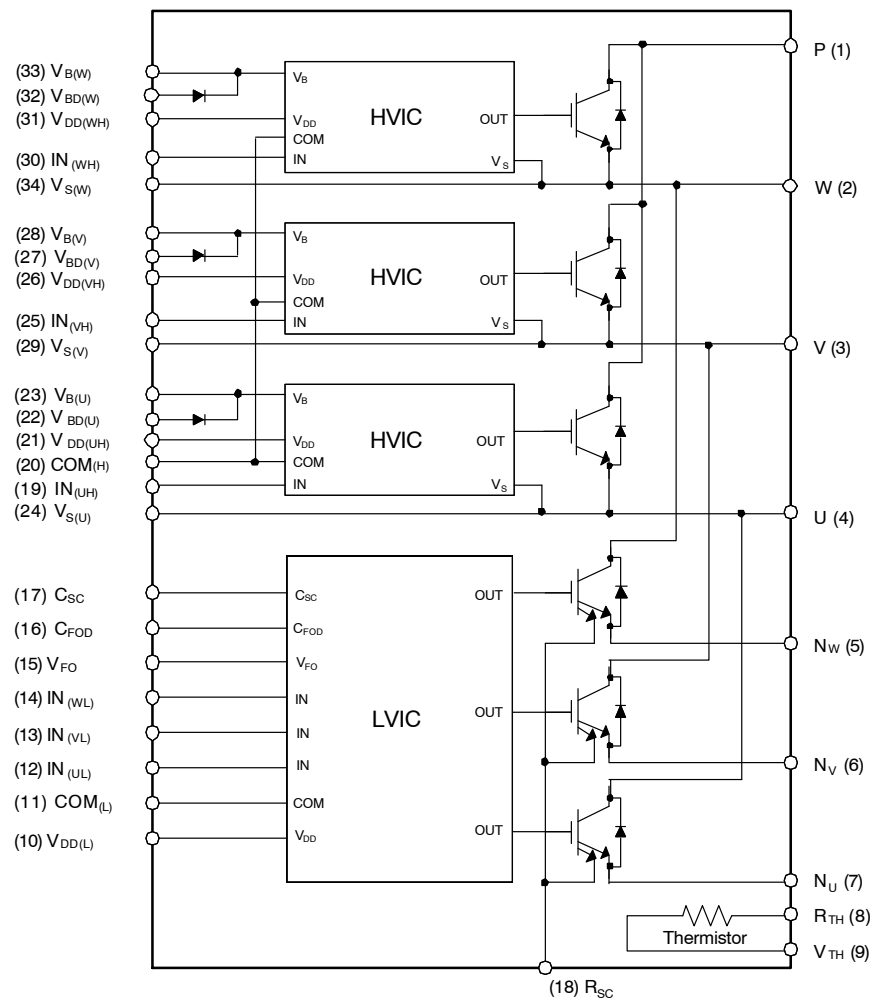 (33) VB(W)
(32) VBD(W)
(31) VDD(WH)
(30) IN (WH)
(34) VS(W)
(28) VB(V)
(27) VBD(V)
(26) VDD(VH)
(25) IN(VH)
(29) VS(V)
(23) VB(U)
(22) V BD(U)
(21) V DD(UH)
(20) COM(H)
(19) IN(UH)
(24) VS(U)
(17) CSC
(16) CFOD
(15) VFO
(14) IN (WL)
(13) IN(VL)
(12) IN (UL)
(11) COM(L)
(10) VDD(L)
VB
VDD
COM
IN
HVIC
OUT
VS
VB
VDD
COM
IN
HVIC
OUT
VS
VB
VDD
COM
IN
HVIC
OUT
VS
CSC
CFOD
VFO
IN
IN
IN
COM
VDD
LVIC
OUT
OUT
OUT
P (1)
W (2)
V (3)
U (4)
NW (5)
NV (6)
NU (7)
RTH (8)
Thermistor
VTH (9)
(18) RSC